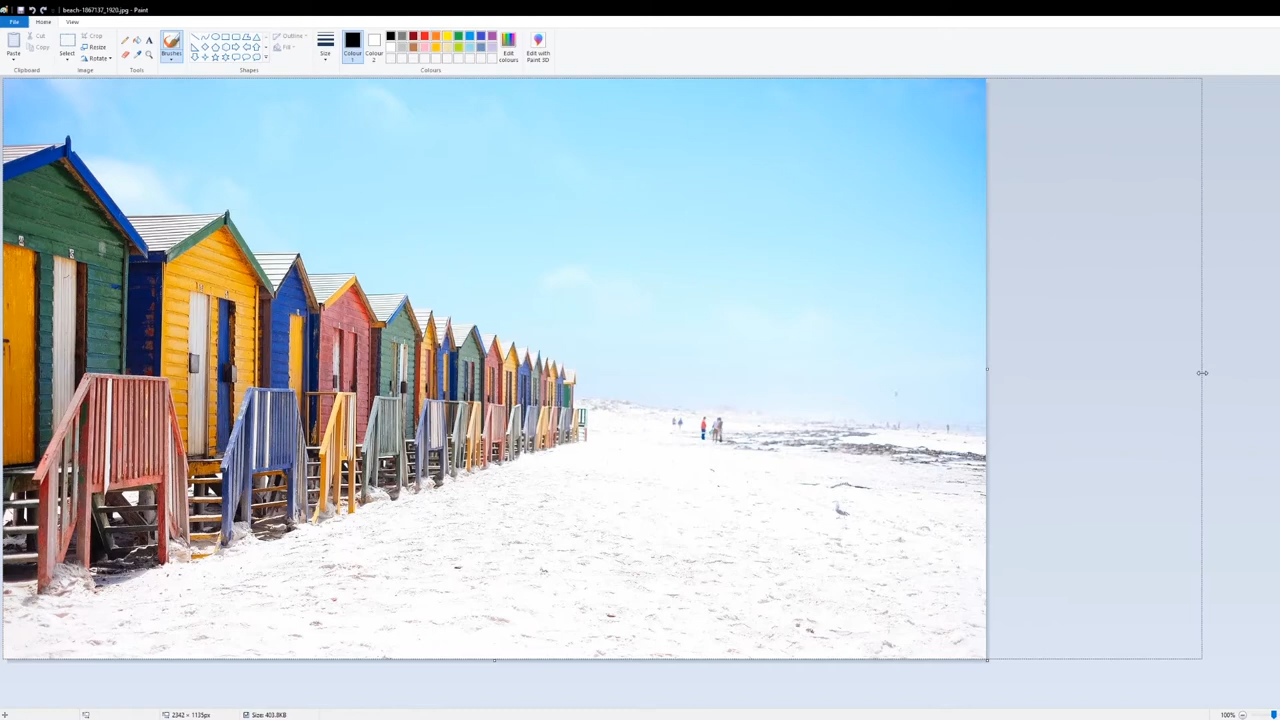 beach-1867137_1920.jpg - Paint
File Home View
Paste
Cut
Copy
Clipboard
Select
Crop
Resize
Rotate
Image
A
Tools
Brushes
Outline
Fill
Shapes
Size
Colour 1
Colour 2
Edit colours
Colours
Edit with Paint 3D
2342 × 1135px
Size: 403.8KB
100%